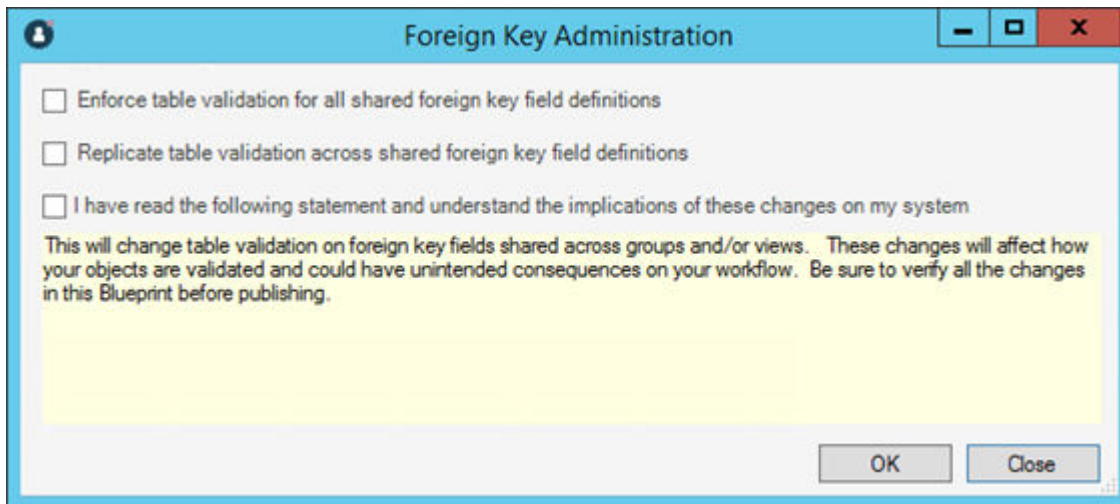 Foreign Key Administration
Enforce table validation for all shared foreign key field definitions
Replicate table validation across shared foreign key field definitions
I have read the following statement and understand the implications of these changes on my system
This will change table validation on foreign key fields shared across groups and/or views.   These changes will affect how
your objects are validated and could have unintended consequences on your workflow.  Be sure to verify all the changes
in this Blueprint before publishing.
OK
Close